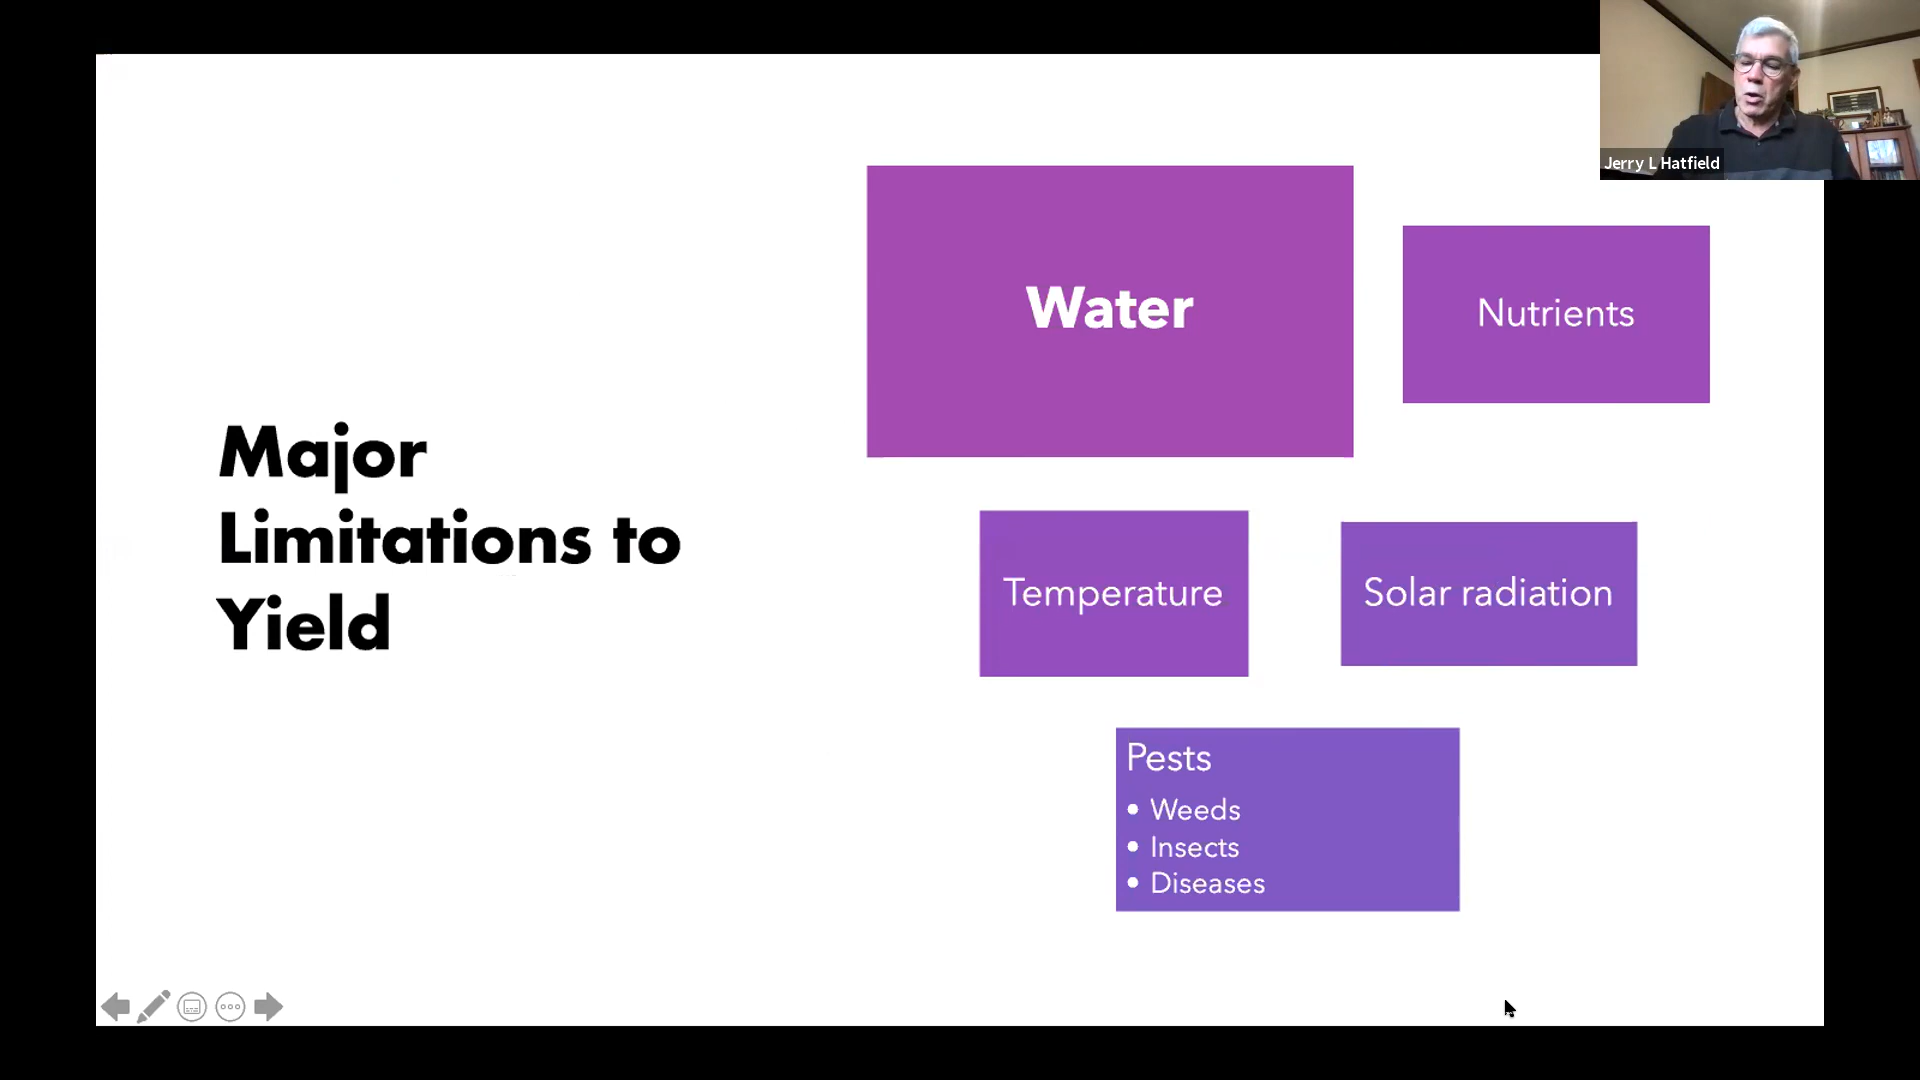 Jerry L Hatfield
Major
Limitations to
Yield
Water
Nutrients
Temperature
Solar radiation
Pests
• Weeds
• Insects
• Diseases